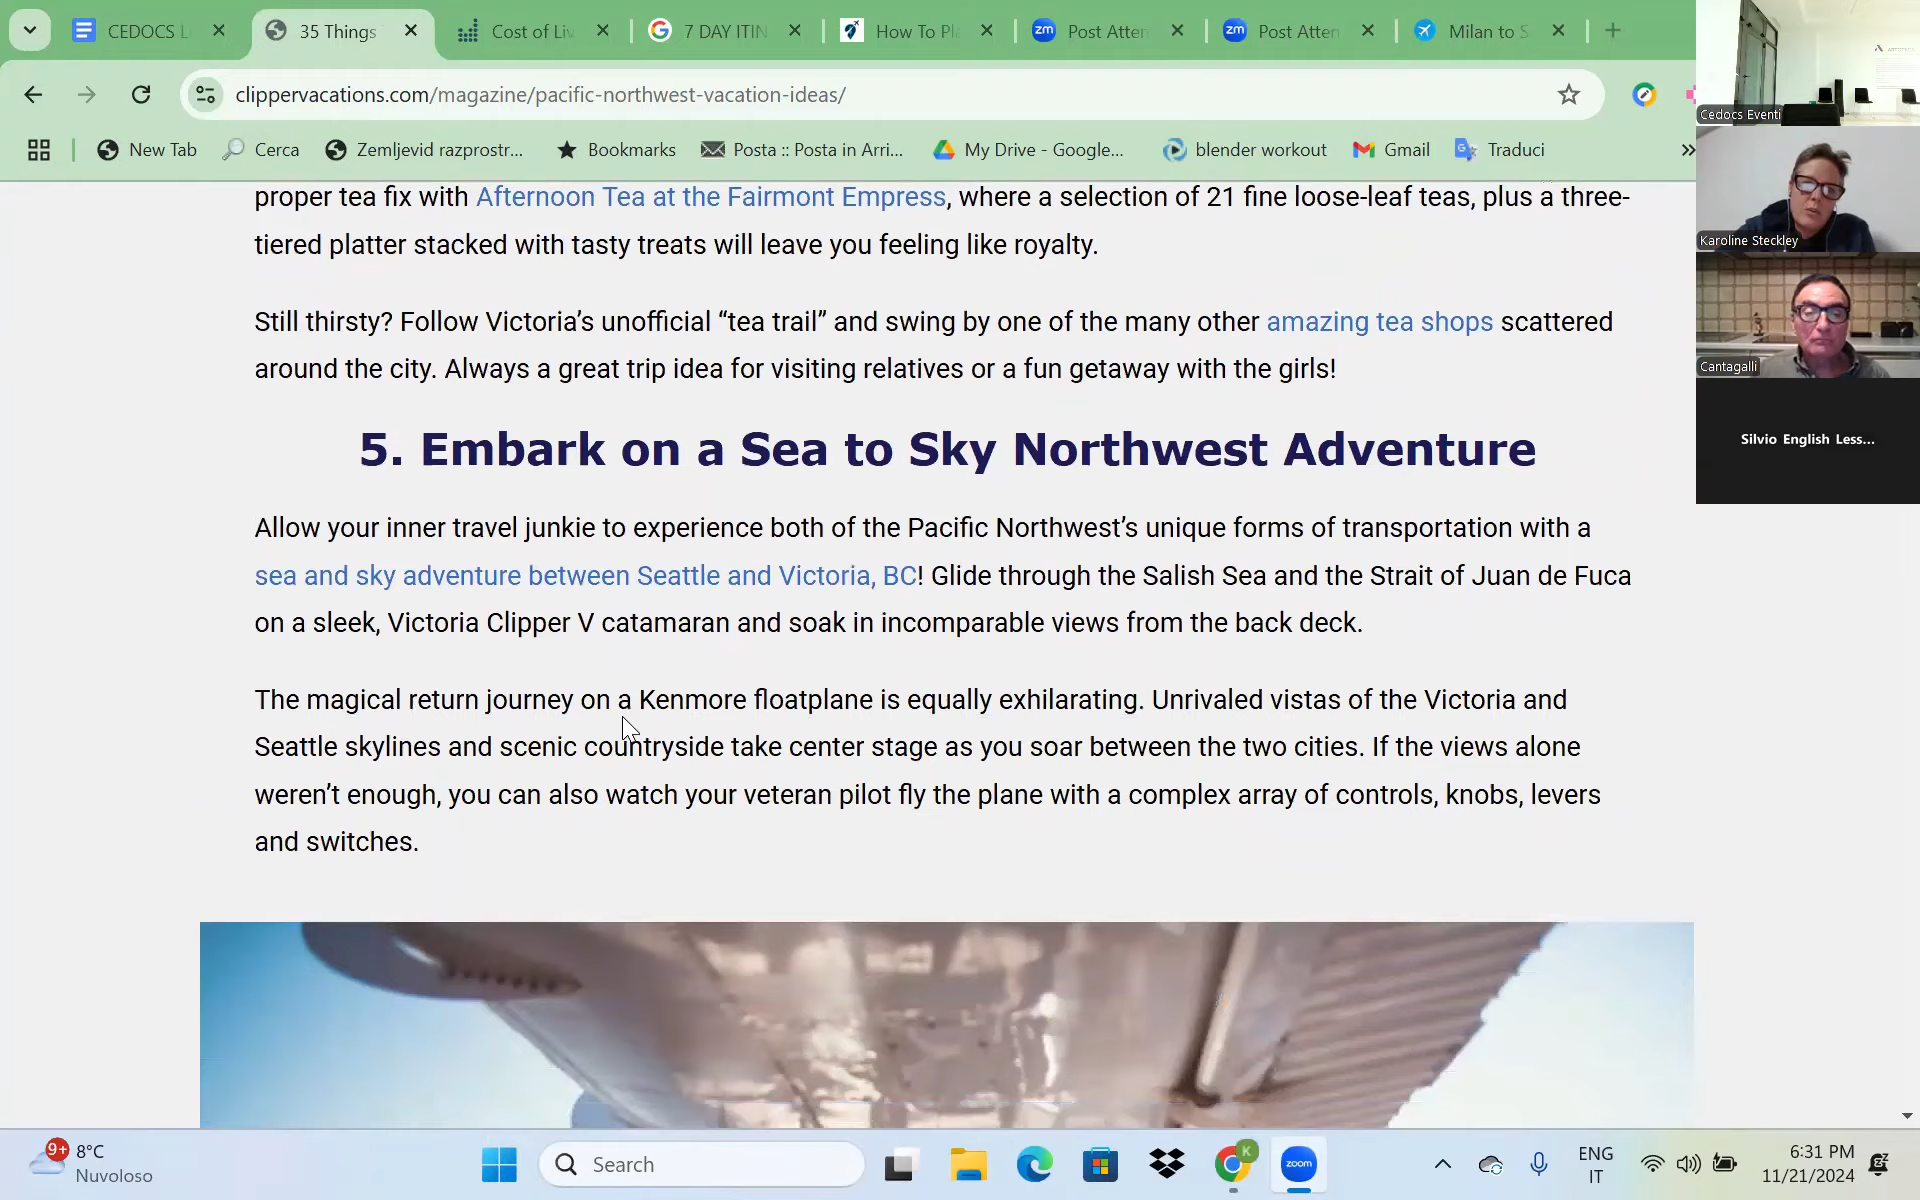 CEDOCS L
35 Things
Cost of Liv
7 DAY ITIN
How To Pla
Post Atten
Post Atten
Milan to S
clippervacations.com/magazine/pacific-northwest-vacation-ideas/
New Tab
Cerca
Zemljevid razprostr...
Bookmarks
Posta :: Posta in Arri...
My Drive - Google...
blender workout
Gmail
Traduci
»
proper tea fix with Afternoon Tea at the Fairmont Empress, where a selection of 21 fine loose-leaf teas, plus a three-
tiered platter stacked with tasty treats will leave you feeling like royalty.
Still thirsty? Follow Victoria’s unofficial “tea trail” and swing by one of the many other amazing tea shops scattered
around the city. Always a great trip idea for visiting relatives or a fun getaway with the girls!
5. Embark on a Sea to Sky Northwest Adventure
Allow your inner travel junkie to experience both of the Pacific Northwest’s unique forms of transportation with a
sea and sky adventure between Seattle and Victoria, BC! Glide through the Salish Sea and the Strait of Juan de Fuca
on a sleek, Victoria Clipper V catamaran and soak in incomparable views from the back deck.
The magical return journey on a Kenmore floatplane is equally exhilarating. Unrivaled vistas of the Victoria and
Seattle skylines and scenic countryside take center stage as you soar between the two cities. If the views alone
weren’t enough, you can also watch your veteran pilot fly the plane with a complex array of controls, knobs, levers
and switches.
Cedocs Eventi
Karoline Steckley
Cantagalli
Silvio English Less...
9+
8°C
Nuvoloso
Search
K
zoom
ENG
IT
6:31 PM
11/21/2024